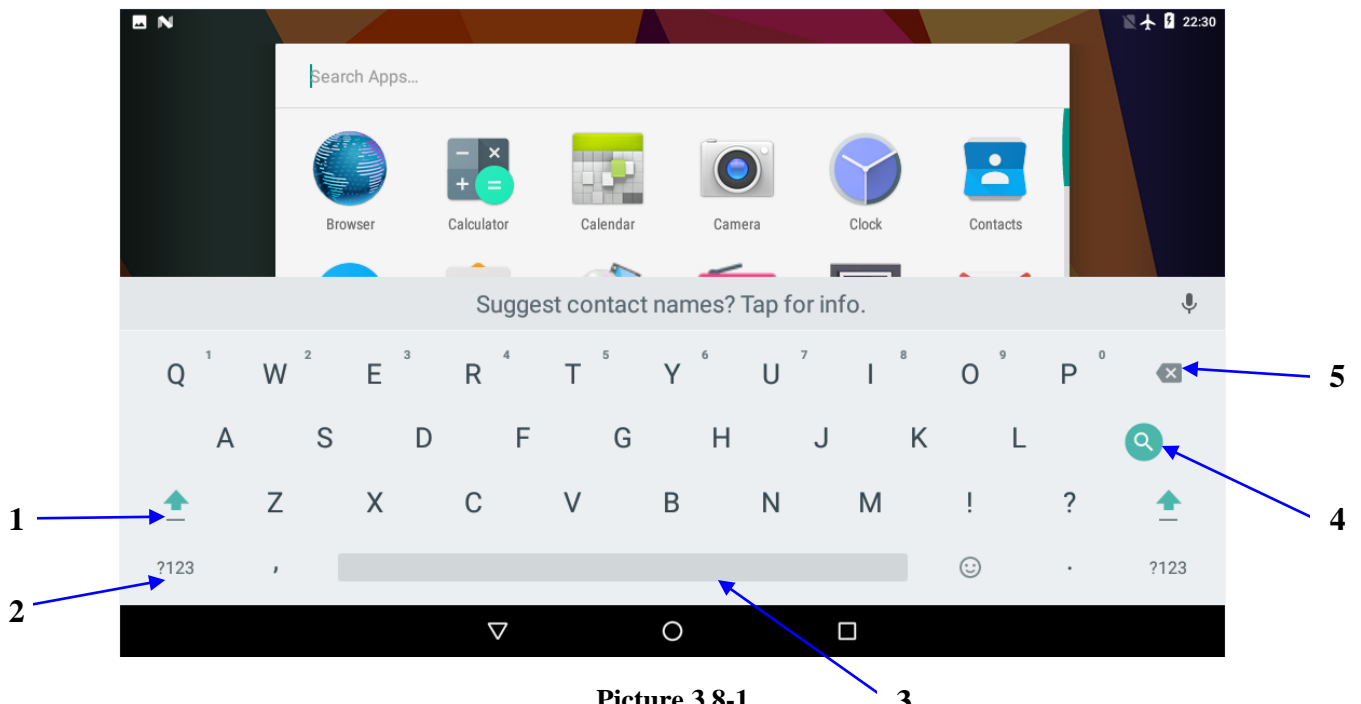 22:30
Search Apps…
Browser Calculator Calendar Camera Clock Contacts
Suggest contact names? Tap for info.
1 2 3 4 5 6 7 8 9 0
Q W E R T Y U I O P
5
A S D F G H J K L
Z X C V B N M ! ?
1
4
?123 , . ?123
2
Picture 3.8-1
3